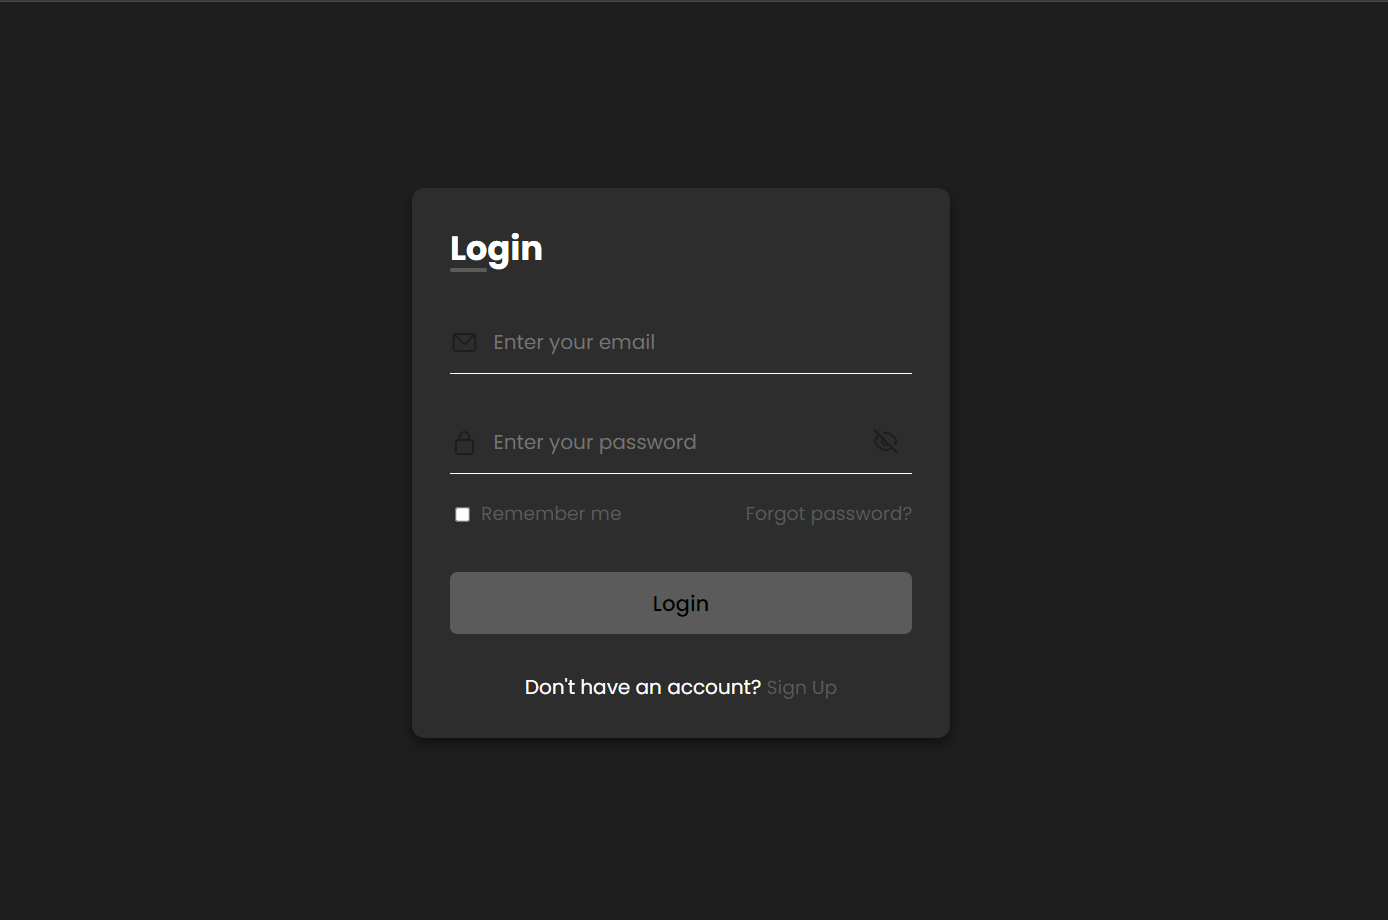 Login
Enter your email
Enter your password
Remember me Forgot password?
Login
Don't have an account? Sign Up